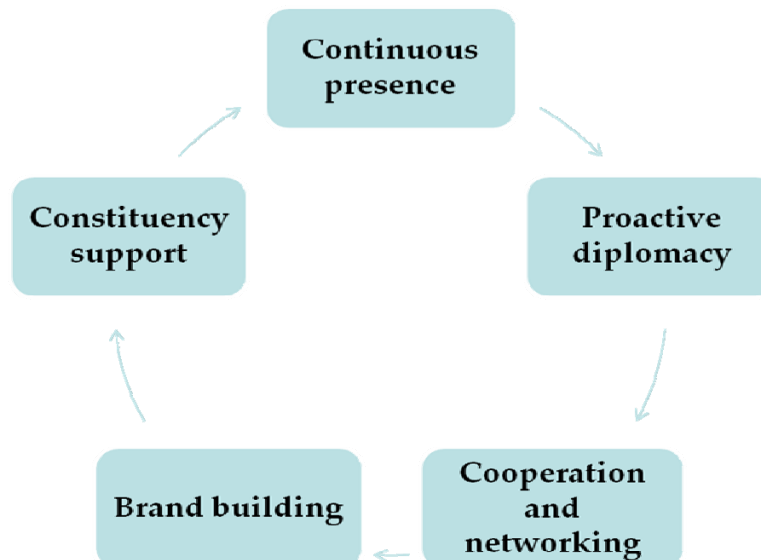 Continuous
presence
Proactive
diplomacy
Cooperation
and
networking
Brand building
Constituency
support